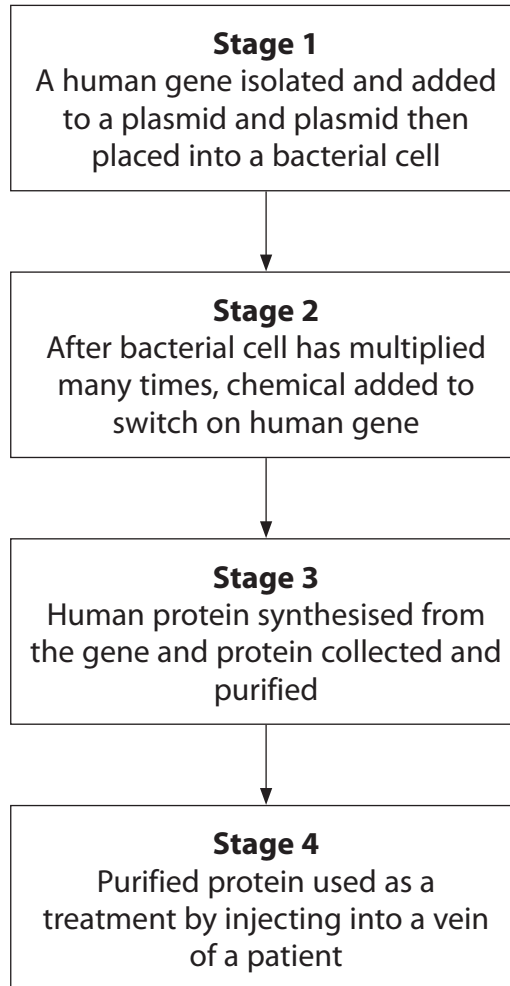 Stage 1
A human gene isolated and added
to a plasmid and plasmid then
placed into a bacterial cell
Stage 2
After bacterial cell has multiplied
many times, chemical added to
switch on human gene
Stage 3
Human protein synthesised from
the gene and protein collected and
purified
Stage 4
Purified protein used as a
treatment by injecting into a vein
of a patient